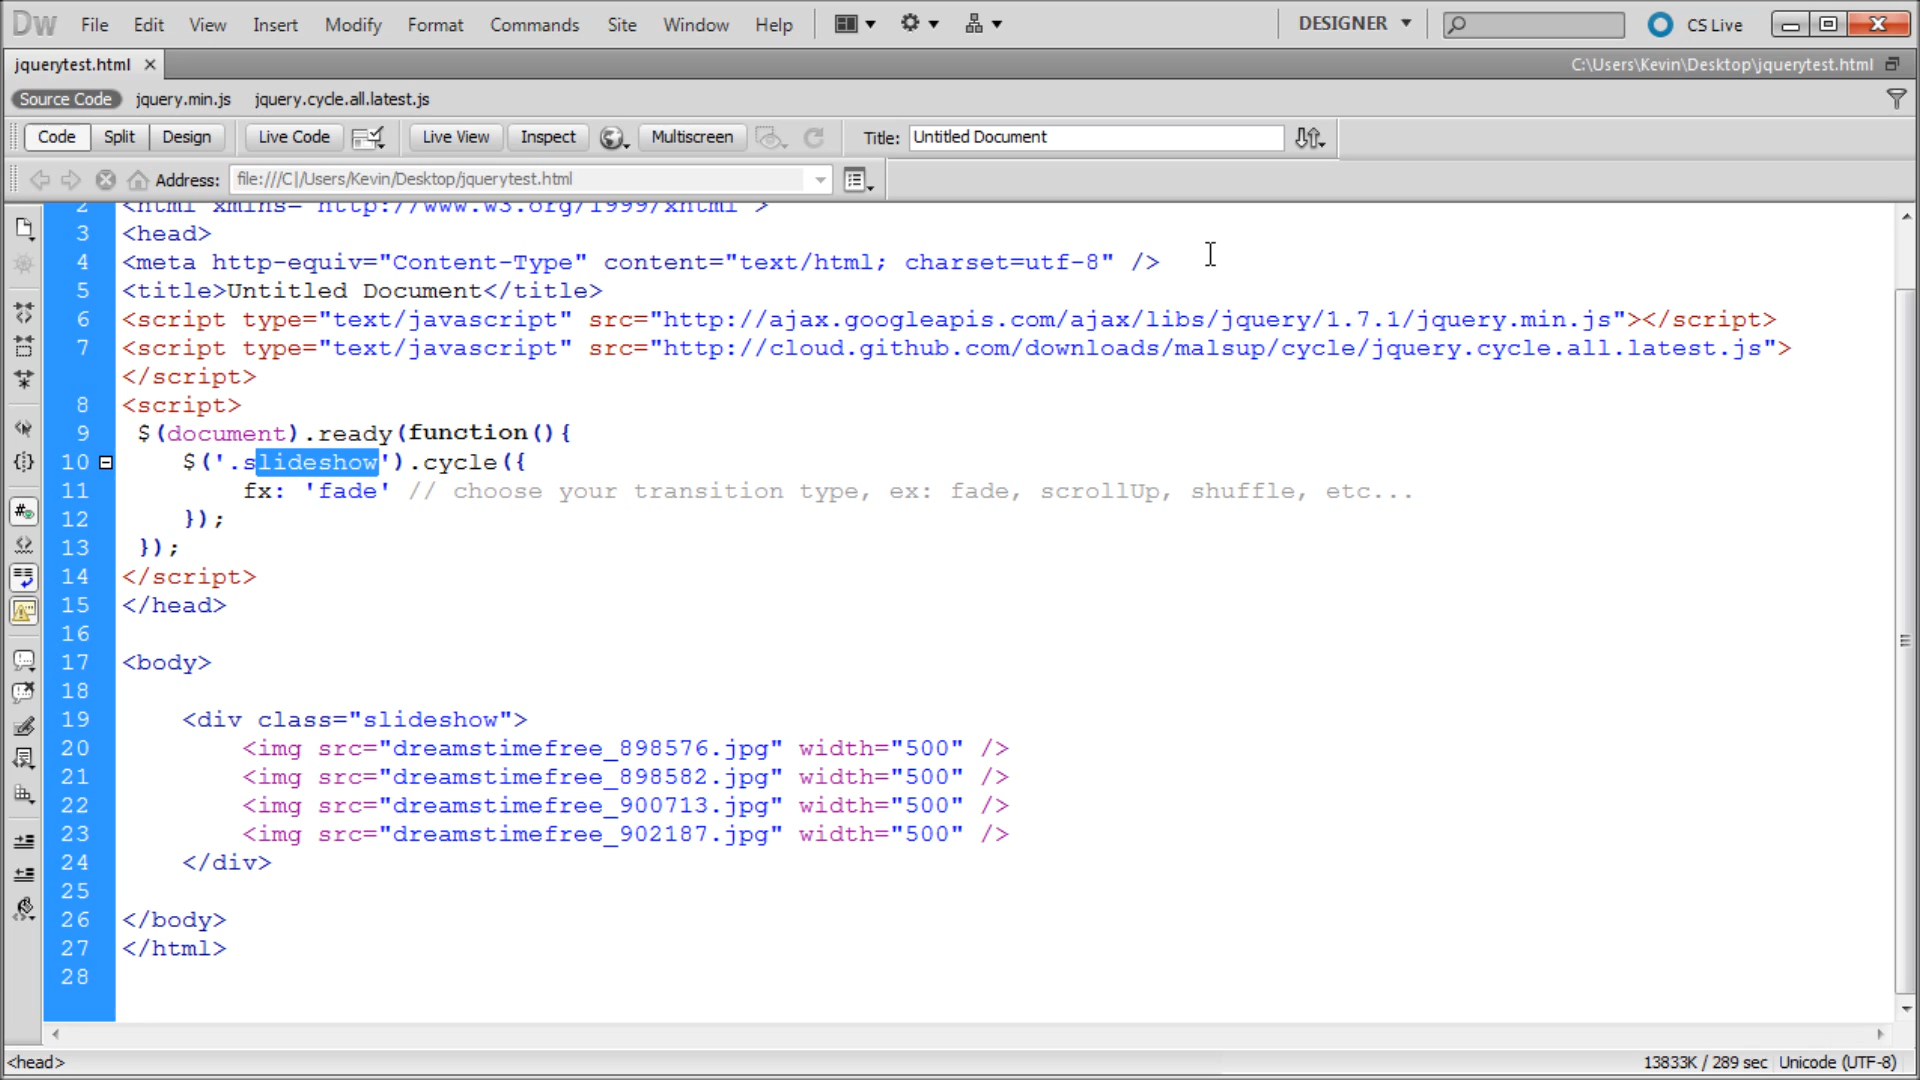 Dw File Edit View Insert Modify Format Commands Site Window Help DESIGNER CS Live
jquerytest.html C:\Users\Kevin\Desktop\jquerytest.html
Source Code jquery.min.js jquery.cycle.all.latest.js
Code Split Design Live Code Live View Inspect Multiscreen Title: Untitled Document
Address: file:///C|/Users/Kevin/Desktop/jquerytest.html
2 <html xmlns="http://www.w3.org/1999/xhtml">
3 <head>
4 <meta http-equiv="Content-Type" content="text/html; charset=utf-8" />
5 <title>Untitled Document</title>
6 <script type="text/javascript" src="http://ajax.googleapis.com/ajax/libs/jquery/1.7.1/jquery.min.js"></script>
7 <script type="text/javascript" src="http://cloud.github.com/downloads/malsup/cycle/jquery.cycle.all.latest.js">
</script>
8 <script>
9 $(document).ready(function(){
10 $('.slideshow').cycle({
11 fx: 'fade' // choose your transition type, ex: fade, scrollUp, shuffle, etc...
12 });
13 });
14 </script>
15 </head>
16
17 <body>
18
19 <div class="slideshow">
20 <img src="dreamstimefree_898576.jpg" width="500" />
21 <img src="dreamstimefree_898582.jpg" width="500" />
22 <img src="dreamstimefree_900713.jpg" width="500" />
23 <img src="dreamstimefree_902187.jpg" width="500" />
24 </div>
25
26 </body>
27 </html>
28
<head> 13833K / 289 sec Unicode (UTF-8)